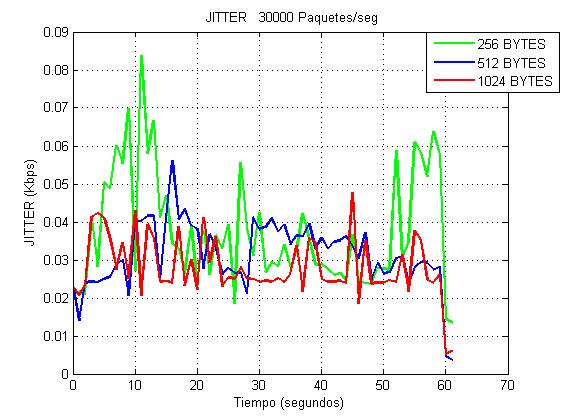 JITTER 30000 Paquetes/seg
256 BYTES
512 BYTES
1024 BYTES
JITTER (Kbps)
0.09
0.08
0.07
0.06
0.05
0.04
0.03
0.02
0.01
0
0 10 20 30 40 50 60 70
Tiempo (segundos)